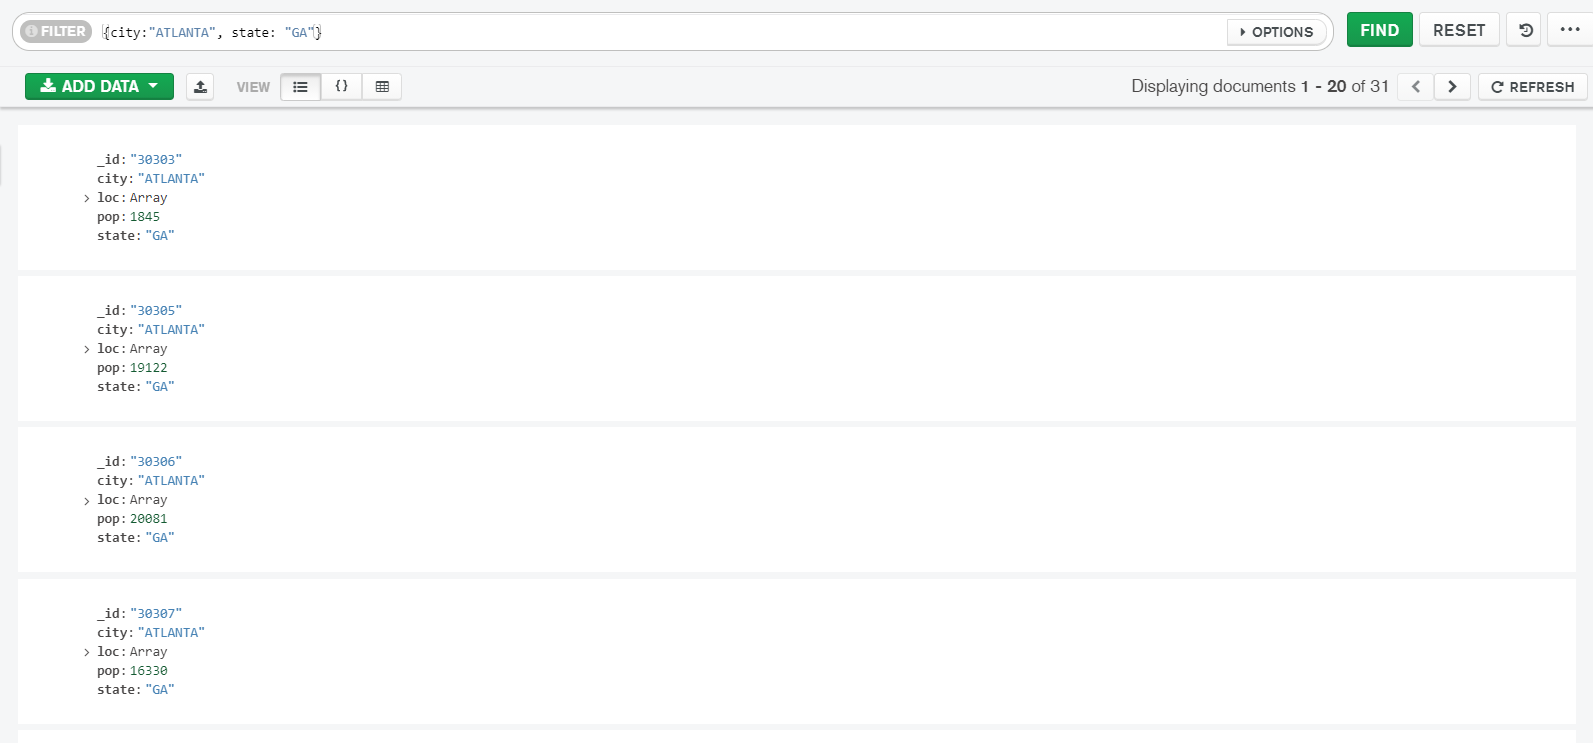 FILTER {city:"ATLANTA", state: "GA"} OPTIONS FIND RESET
ADD DATA VIEW {} Displaying documents 1 - 20 of 31 REFRESH
_id:"30303"
city:"ATLANTA"
loc:Array
pop:1845
state:"GA"
_id:"30305"
city:"ATLANTA"
loc:Array
pop:19122
state:"GA"
_id:"30306"
city:"ATLANTA"
loc:Array
pop:20081
state:"GA"
_id:"30307"
city:"ATLANTA"
loc:Array
pop:16330
state:"GA"